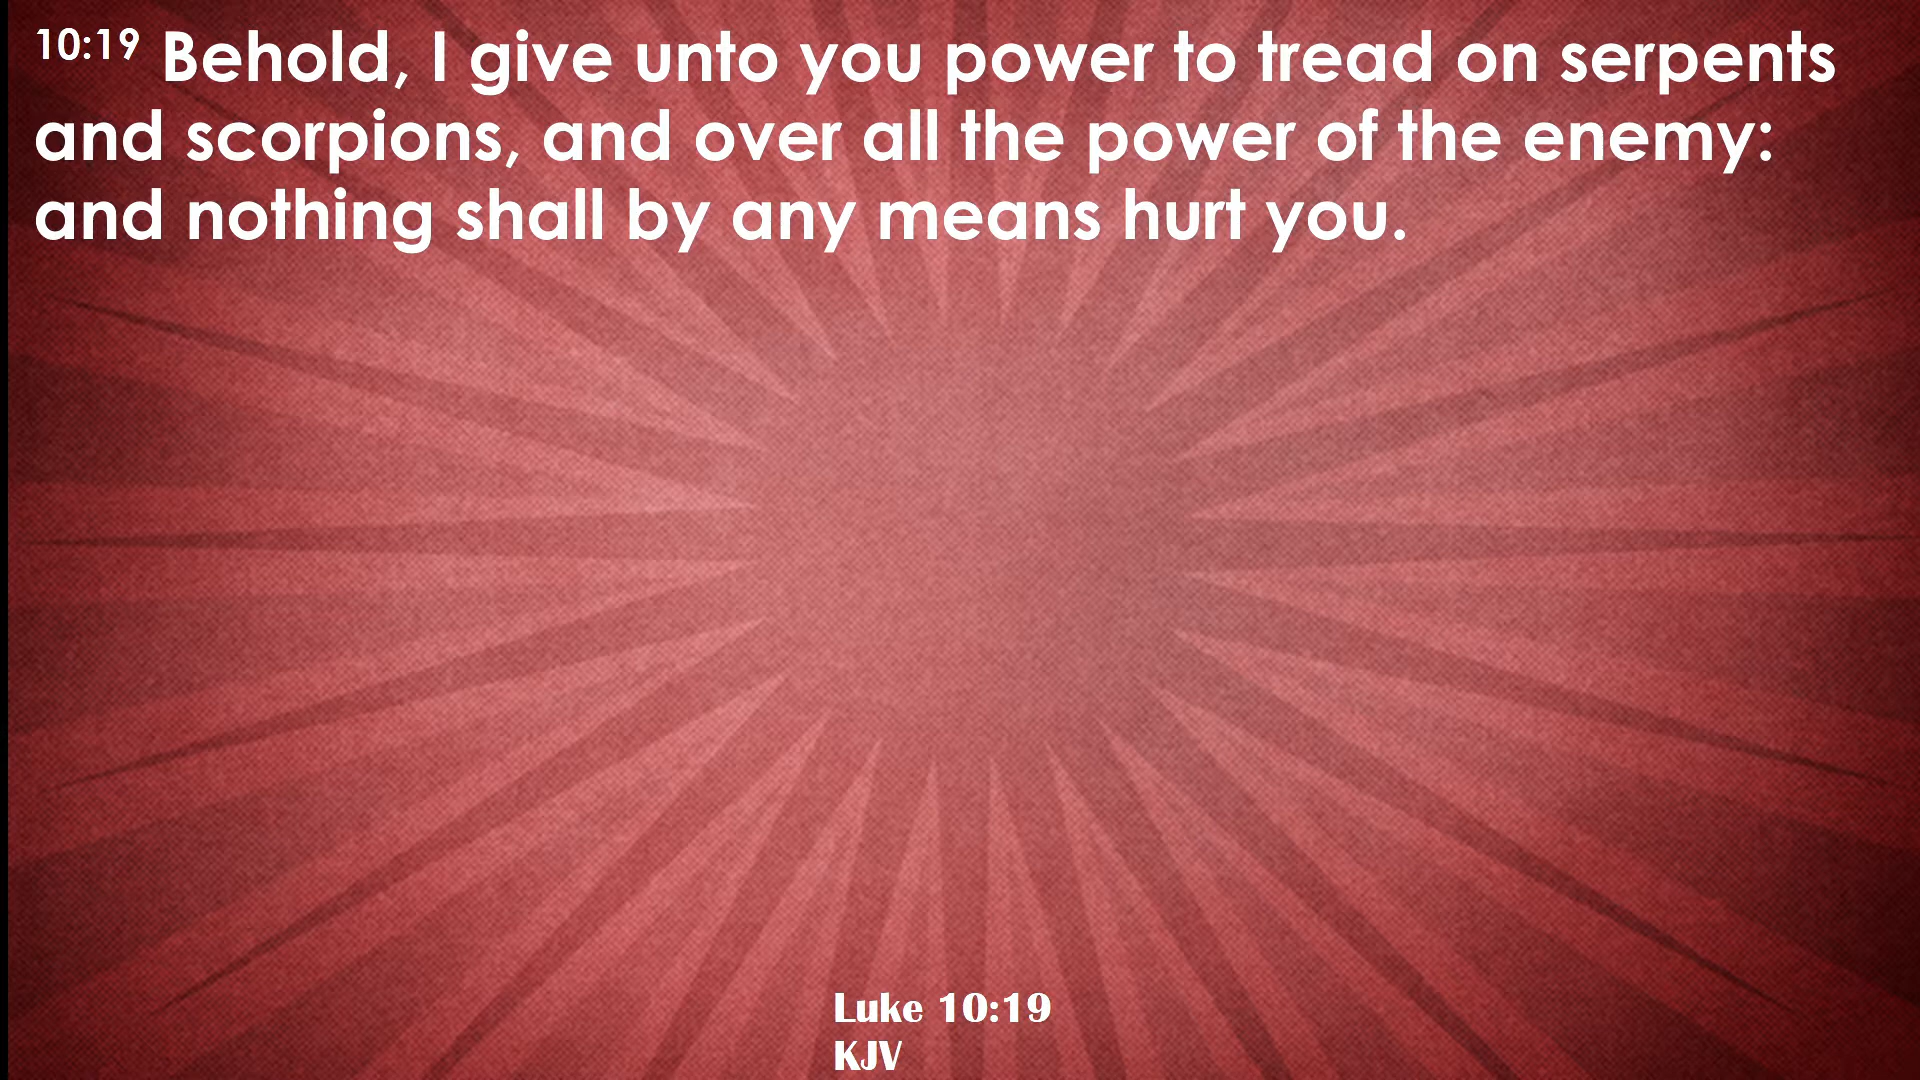 10:19 Behold, I give unto you power to tread on serpents
and scorpions, and over all the power of the enemy:
and nothing shall by any means hurt you.
Luke 10:19
KJV